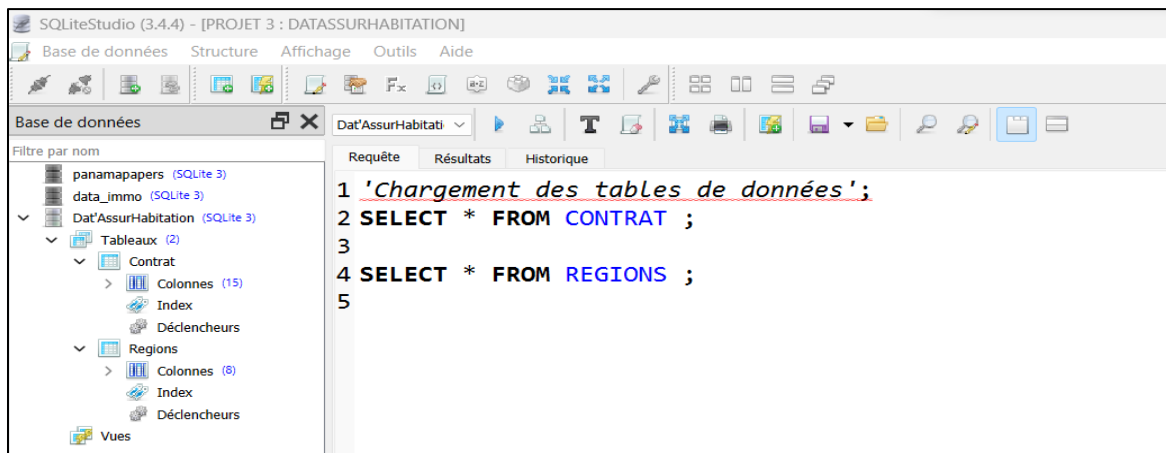 SQLiteStudio (3.4.4) - [PROJET 3 : DATASSURHABITATION]
Base de données Structure Affichage Outils Aide
Base de données
Filtre par nom
panamapapers (SQLite 3)
data_immo (SQLite 3)
Dat'AssurHabitation (SQLite 3)
Tableaux (2)
Contrat
Colonnes (15)
Index
Déclencheurs
Regions
Colonnes (8)
Index
Déclencheurs
Vues
Dat'AssurHabitati
Requête Résultats Historique
1 'Chargement des tables de données';
2 SELECT * FROM CONTRAT ;
3
4 SELECT * FROM REGIONS ;
5